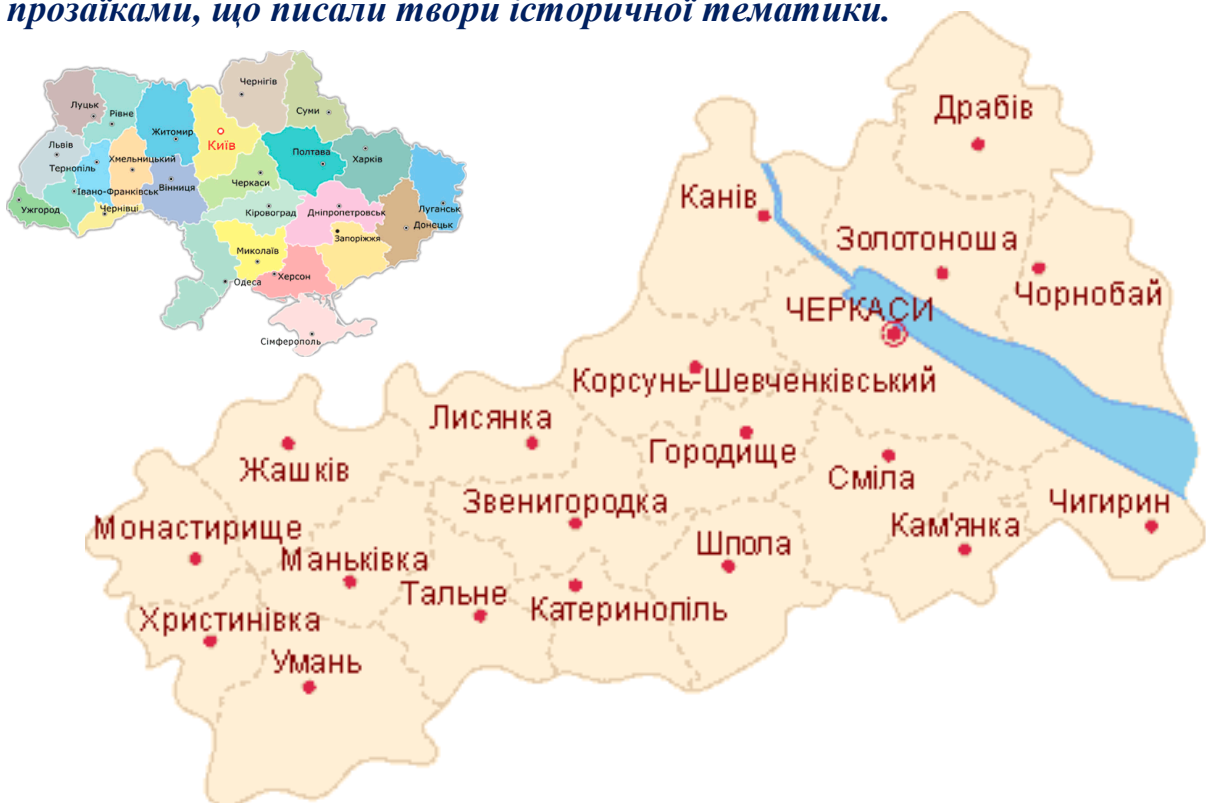 прозаїками, що писали твори історичної тематики.
Чернігів
Луцьк
Рівне
Суми
Житомир
Київ
Львів
Полтава
Харків
Хмельницький
Тернопіль
Черкаси
Вінниця
Івано-Франківськ
Ужгород
Чернівці
Кіровоград
Дніпропетровськ
Луганськ
Донецьк
Запоріжжя
Миколаїв
Херсон
Одеса
Сімферополь
Драбів
Канів
Золотоноша
Чорнобай
ЧЕРКАСИ
Корсунь-Шевченківський
Лисянка
Городище
Жашків
Сміла
Звенигородка
Чигирин
Монастирище
Кам'янка
Шпола
Маньківка
Тальне
Катеринопіль
Христинівка
Умань